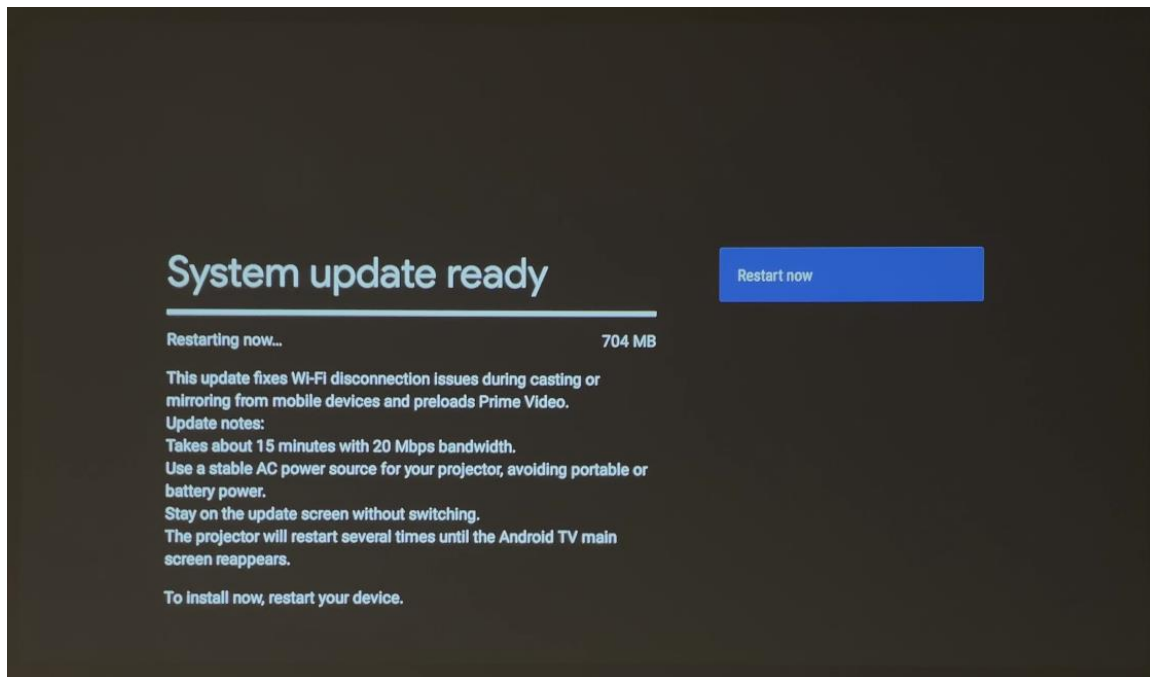 System update ready
Restart now
Restarting now...
704 MB
This update fixes Wi-Fi disconnection issues during casting or
mirroring from mobile devices and preloads Prime Video.
Update notes:
Takes about 15 minutes with 20 Mbps bandwidth.
Use a stable AC power source for your projector, avoiding portable or
battery power.
Stay on the update screen without switching.
The projector will restart several times until the Android TV main
screen reappears.
To install now, restart your device.